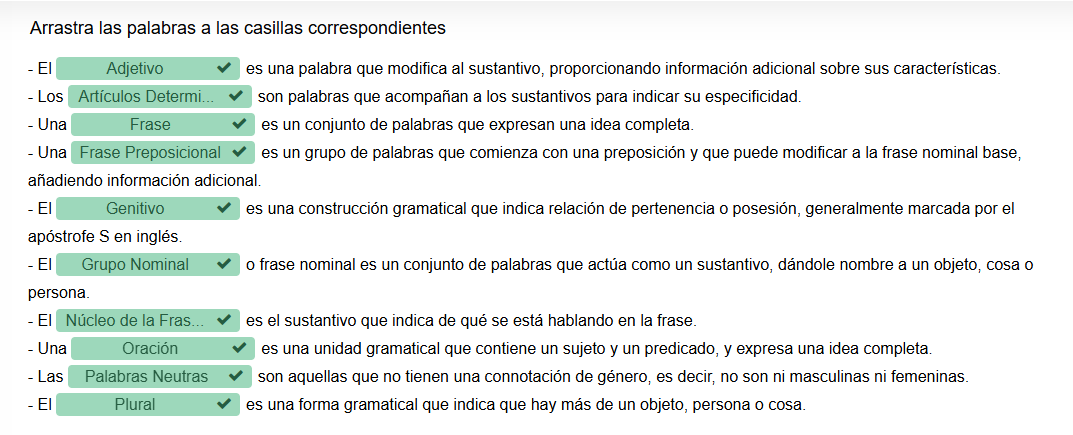 Arrastra las palabras a las casillas correspondientes
- El Adjetivo ✔ es una palabra que modifica al sustantivo, proporcionando información adicional sobre sus características.
- Los Artículos Determi... ✔ son palabras que acompañan a los sustantivos para indicar su especificidad.
- Una Frase ✔ es un conjunto de palabras que expresan una idea completa.
- Una Frase Preposicional ✔ es un grupo de palabras que comienza con una preposición y que puede modificar a la frase nominal base,
añadiendo información adicional.
- El Genitivo ✔ es una construcción gramatical que indica relación de pertenencia o posesión, generalmente marcada por el
apóstrofe S en inglés.
- El Grupo Nominal ✔ o frase nominal es un conjunto de palabras que actúa como un sustantivo, dándole nombre a un objeto, cosa o
persona.
- El Núcleo de la Fras... ✔ es el sustantivo que indica de qué se está hablando en la frase.
- Una Oración ✔ es una unidad gramatical que contiene un sujeto y un predicado, y expresa una idea completa.
- Las Palabras Neutras ✔ son aquellas que no tienen una connotación de género, es decir, no son ni masculinas ni femeninas.
- El Plural ✔ es una forma gramatical que indica que hay más de un objeto, persona o cosa.